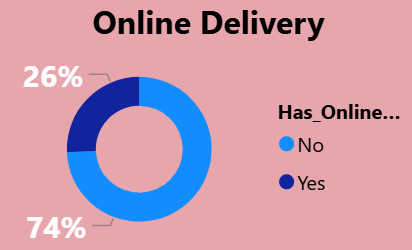 Online Delivery
26%
Has_Online...
No
Yes
74%